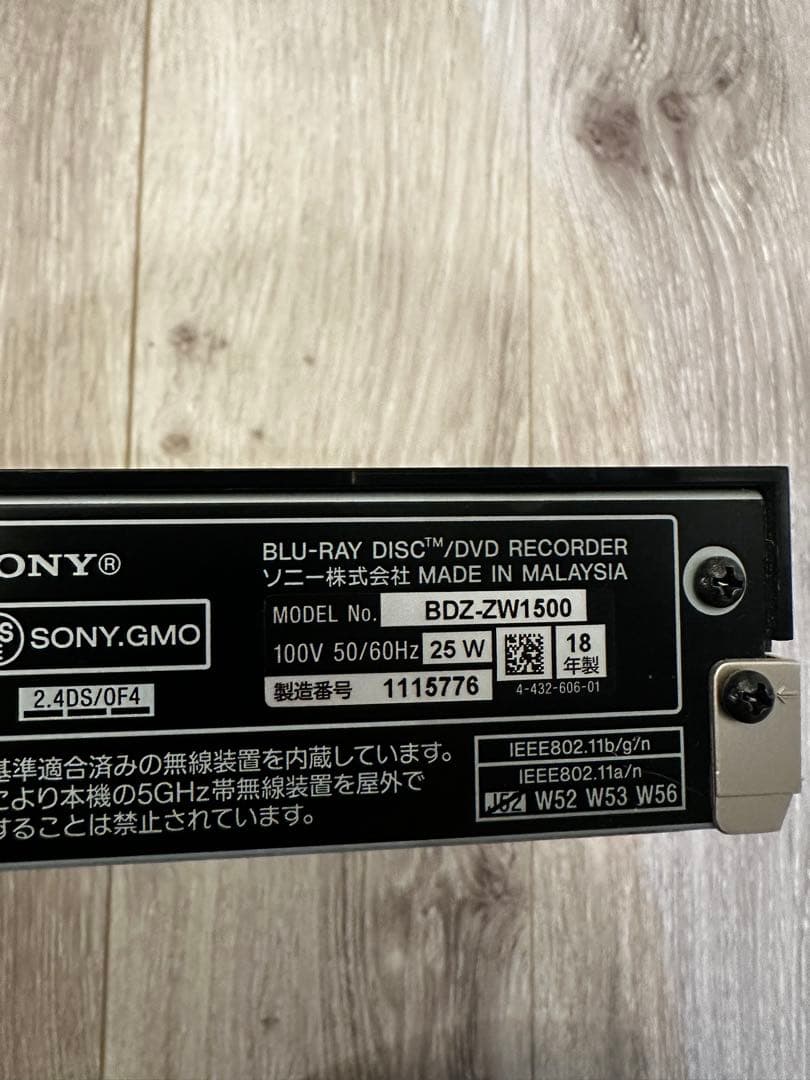 SONY®
BLU-RAY DISC™/DVD RECORDER
ソニー株式会社 MADE IN MALAYSIA
SONY.GMO
MODEL No. BDZ-ZW1500
100V 50/60Hz 25 W
18
年製
製造番号 1115776
4-432-606-01
2.4DS/OF4
基準適合済みの無線装置を内蔵しています。
により本機の5GHz帯無線装置を屋外で
することは禁止されています。
IEEE802.11b/g/n
IEEE802.11a/n
J52 W52 W53 W56